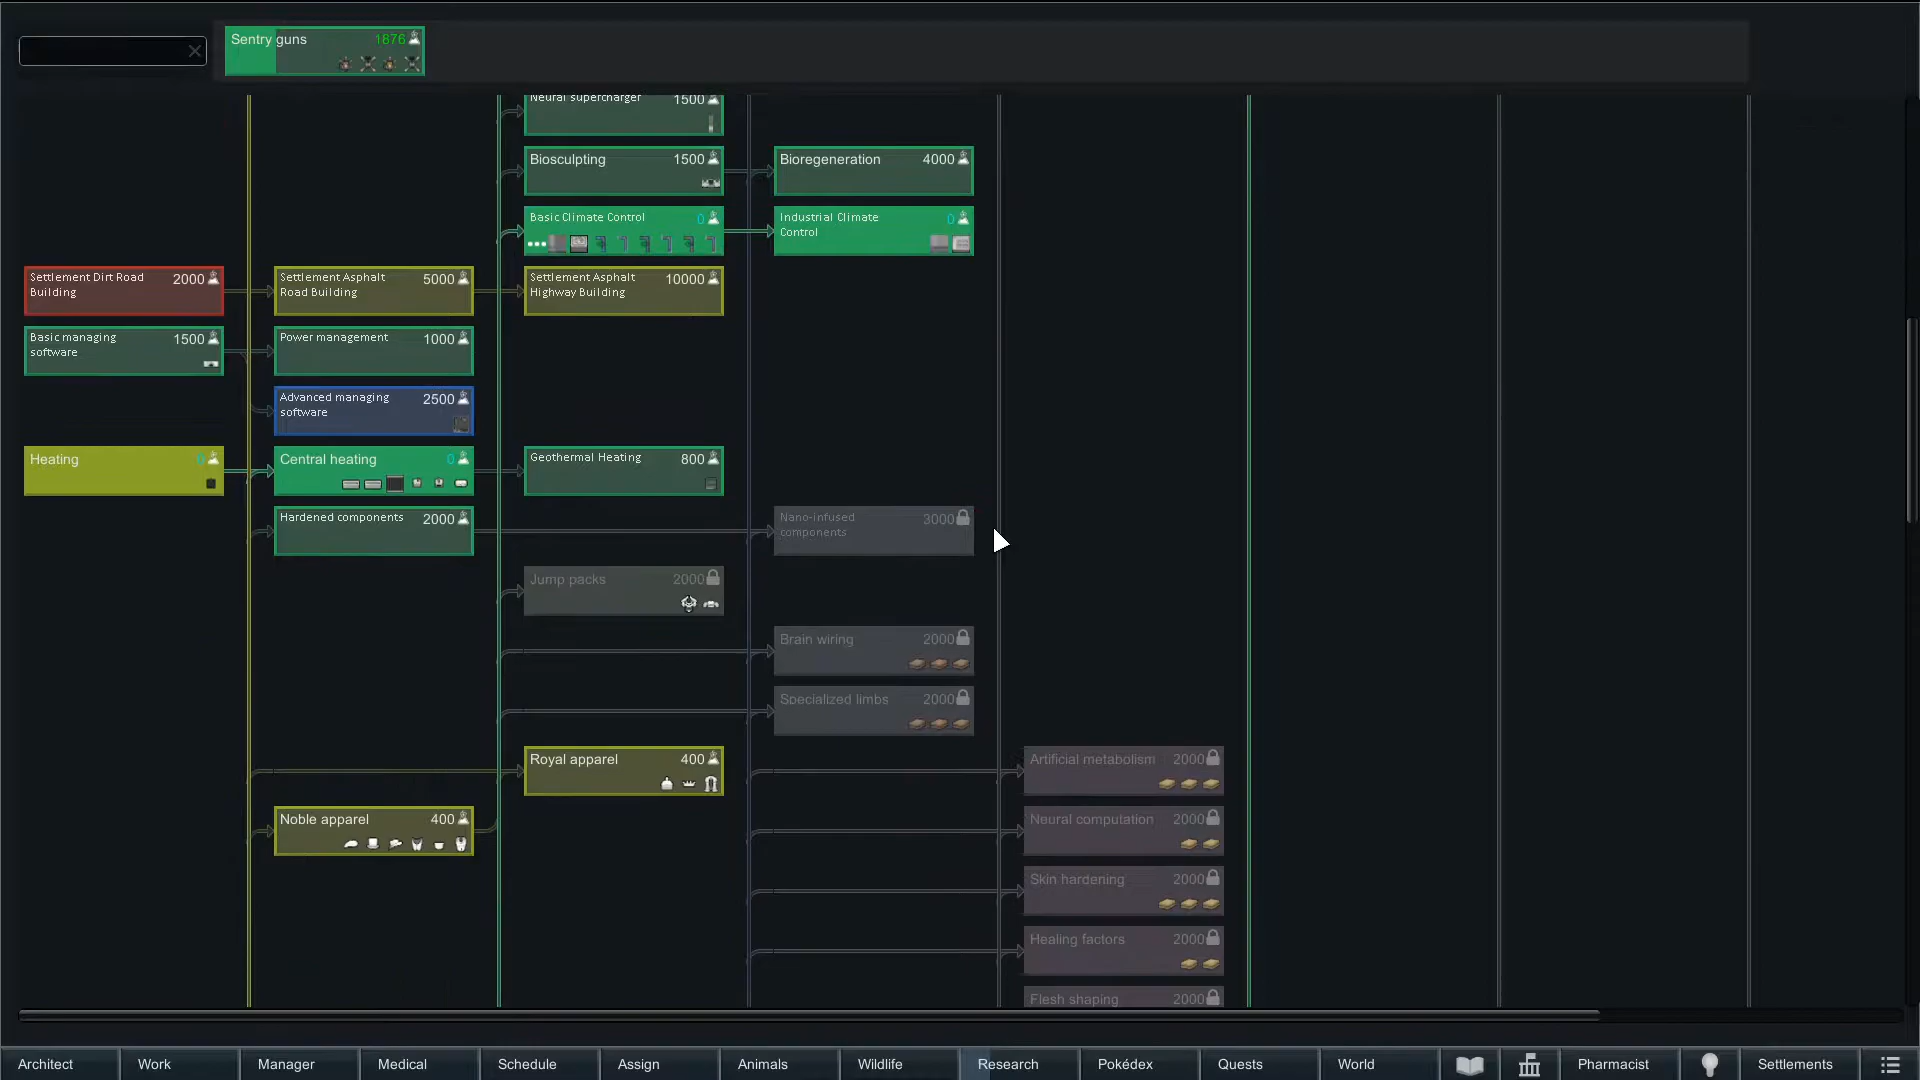 Sentry guns 1876
Neural supercharger 1500
Biosculpting 1500
Bioregeneration 4000
Basic Climate Control 0
Industrial Climate 0
Control
Settlement Dirt Road 2000
Building
Settlement Asphalt 5000
Road Building
Settlement Asphalt 10000
Highway Building
Basic managing 1500
software
Power management 1000
Advanced managing 2500
software
Heating 0
Central heating 0
Geothermal Heating 800
Hardened components 2000
Nano-infused 3000
components
Jump packs 2000
Brain wiring 2000
Specialized limbs 2000
Royal apparel 400
Artificial metabolism 2000
Noble apparel 400
Neural computation 2000
Skin hardening 2000
Healing factors 2000
Flesh shaping 2000
Architect Work Manager Medical Schedule Assign Animals Wildlife Research Pokédex Quests World Pharmacist Settlements